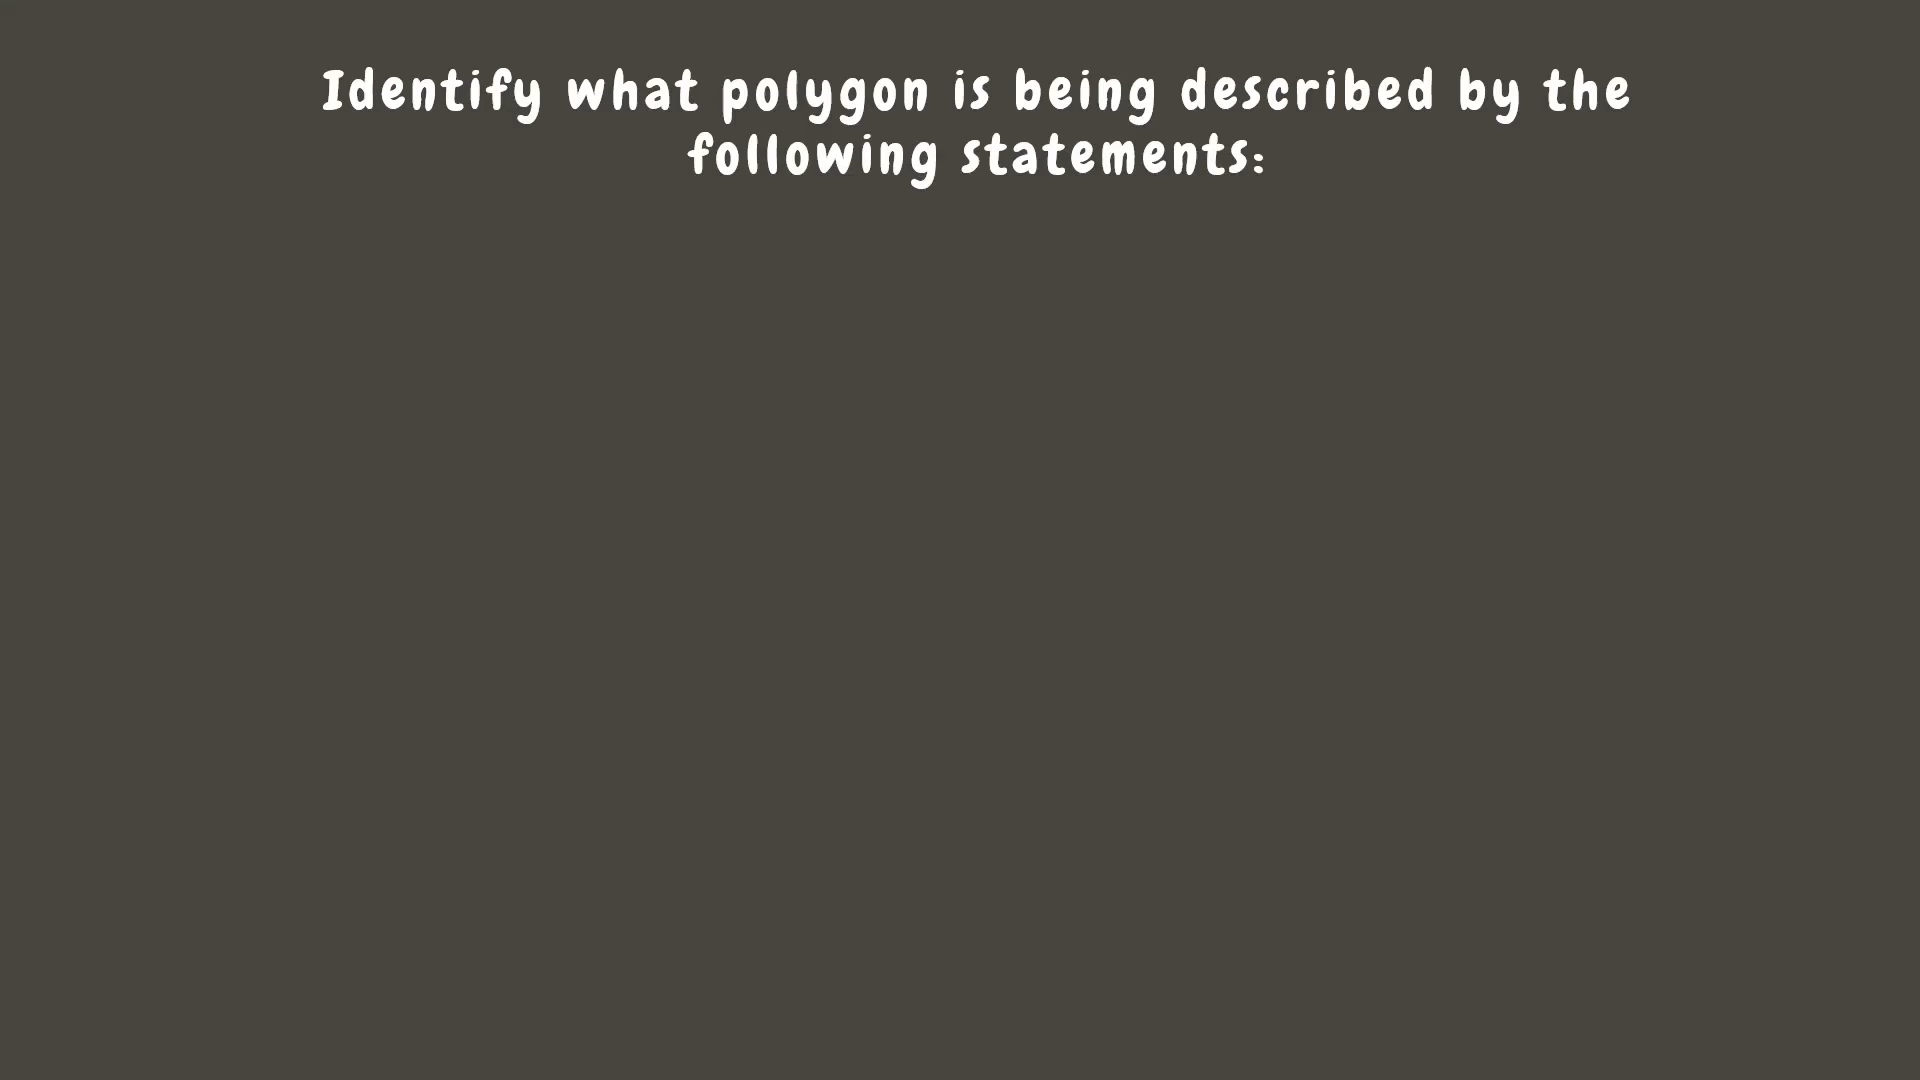 Identify what polygon is being described by the
following statements: